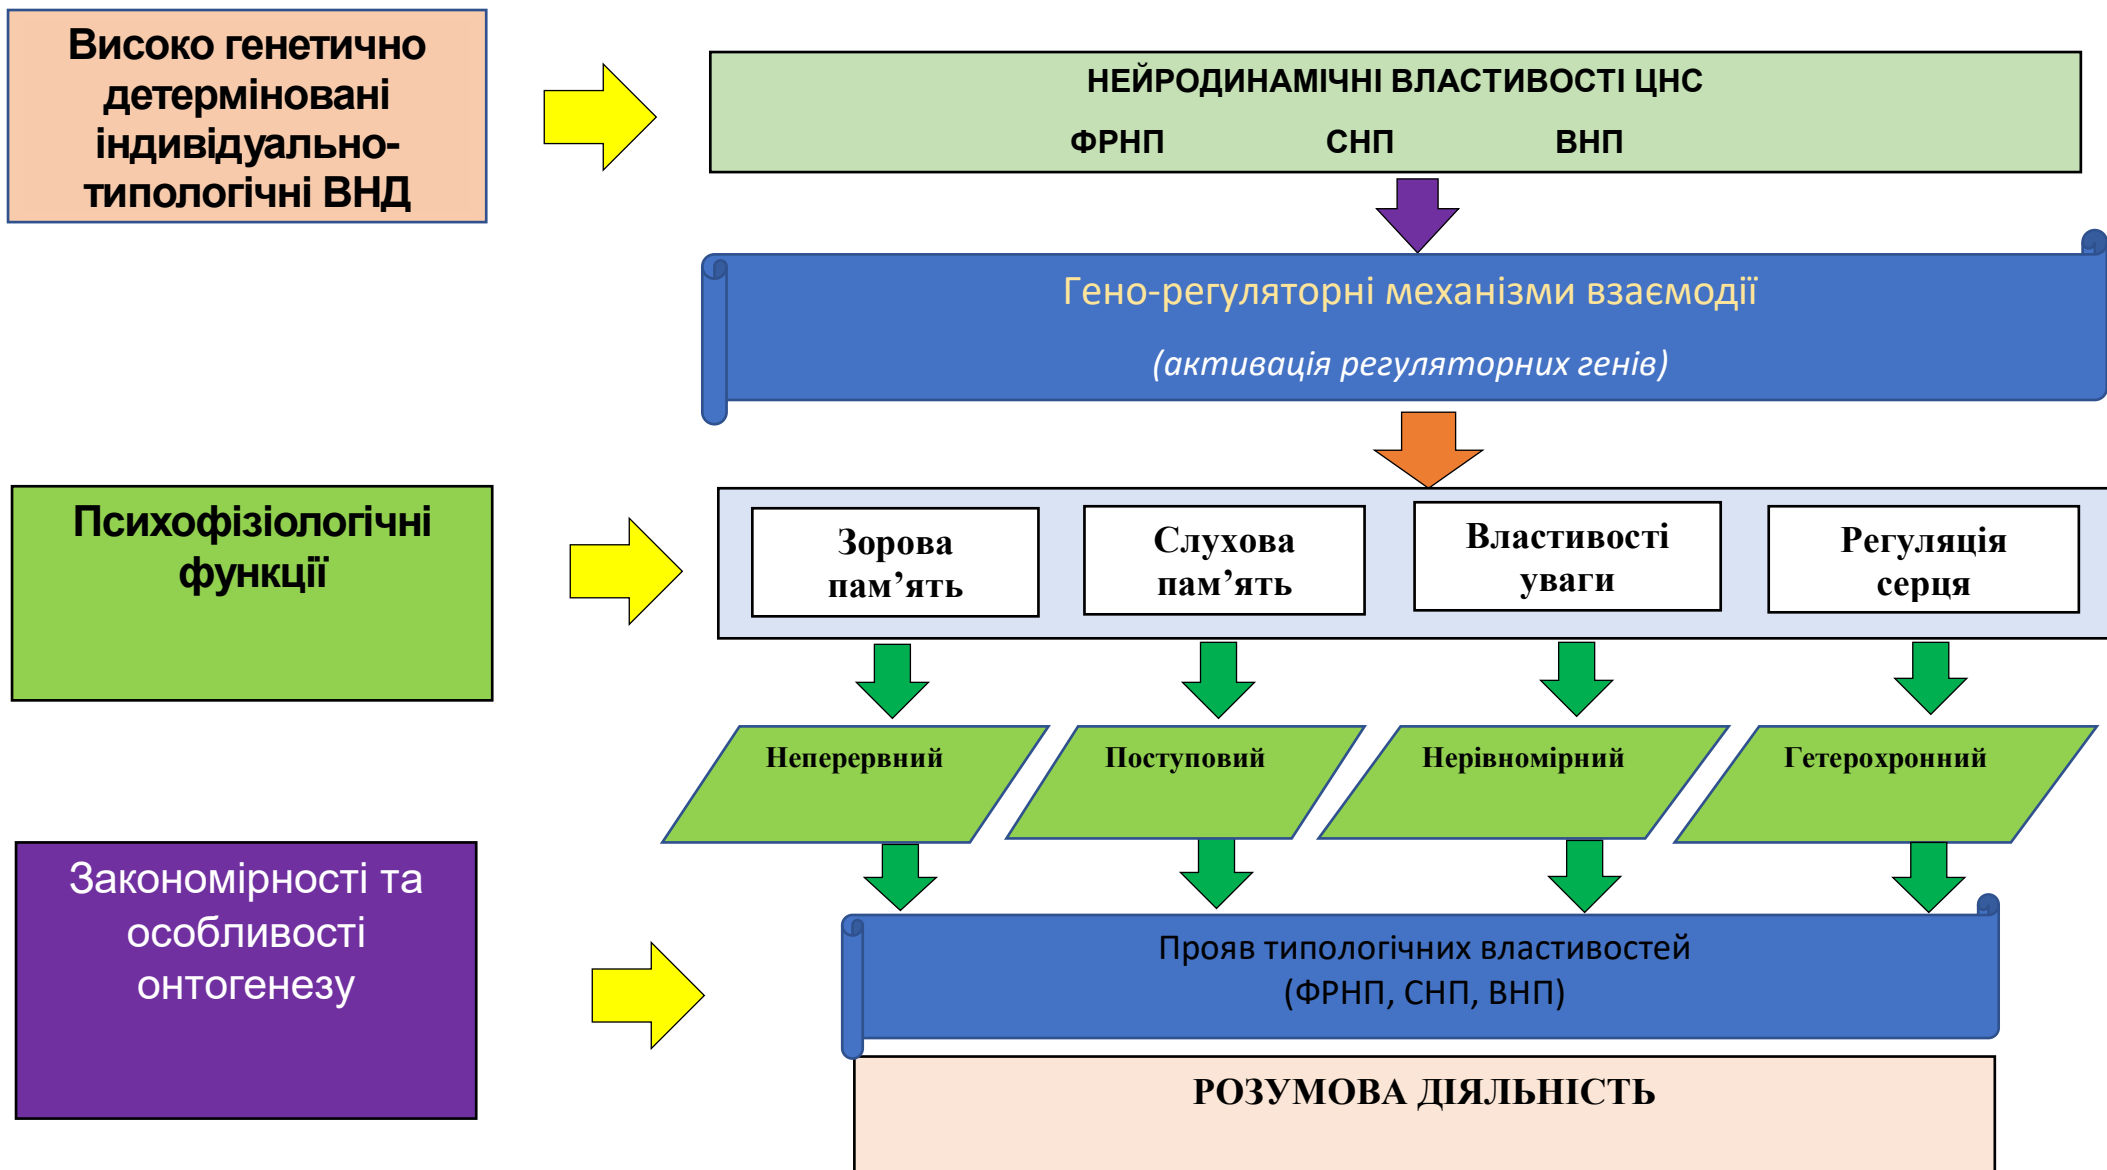 Високо генетично
детерміновані
індивідуально-
типологічні ВНД
НЕЙРОДИНАМІЧНІ ВЛАСТИВОСТІ ЦНС
ФРНП СНП ВНП
Гено-регуляторні механізми взаємодії
(активація регуляторних генів)
Психофізіологічні
функції
Зорова
пам’ять
Слухова
пам’ять
Властивості
уваги
Регуляція
серця
Неперервний
Поступовий
Нерівномірний
Гетерохронний
Закономірності та
особливості
онтогенезу
Прояв типологічних властивостей
(ФРНП, СНП, ВНП)
РОЗУМОВА ДІЯЛЬНІСТЬ